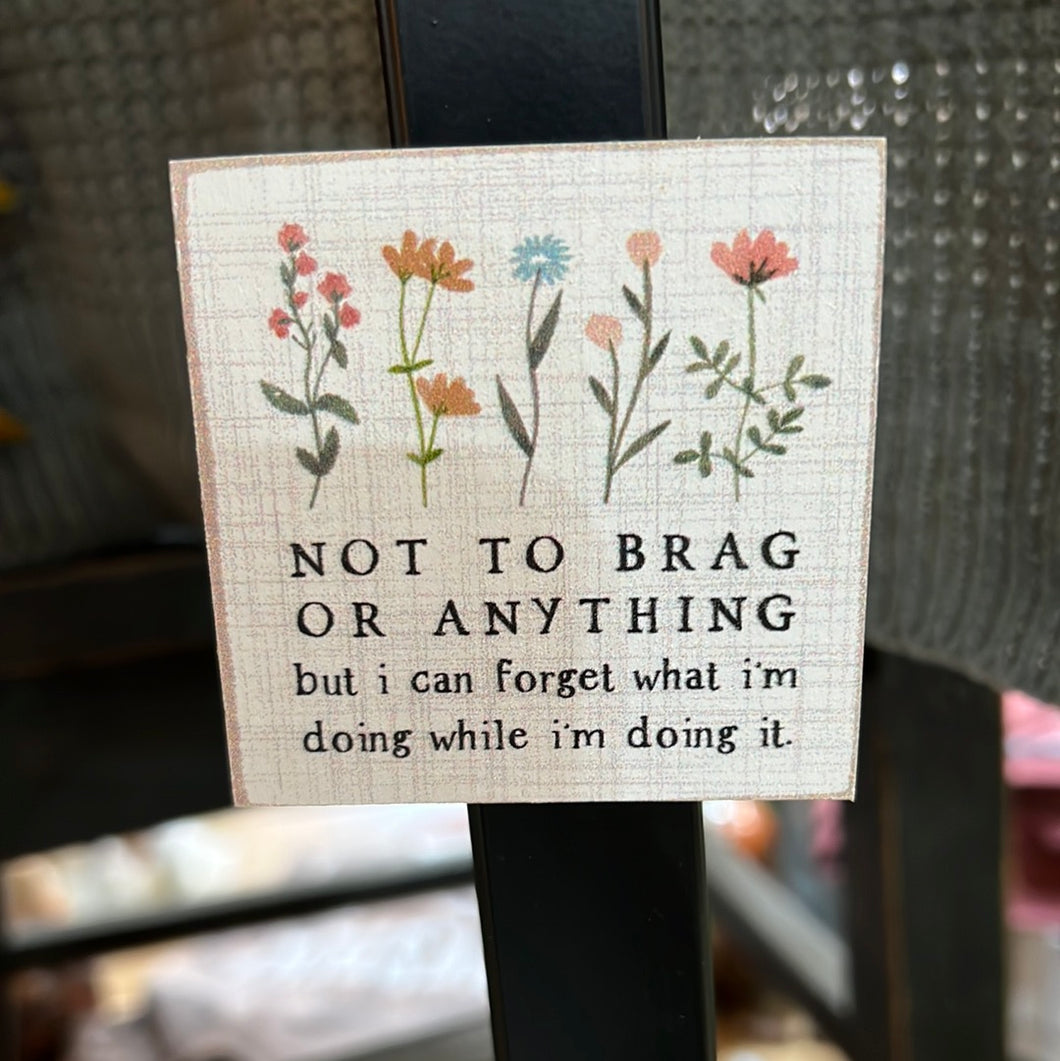 NOT TO BRAG
OR ANYTHING
but i can forget what i'm
doing while i'm doing it.